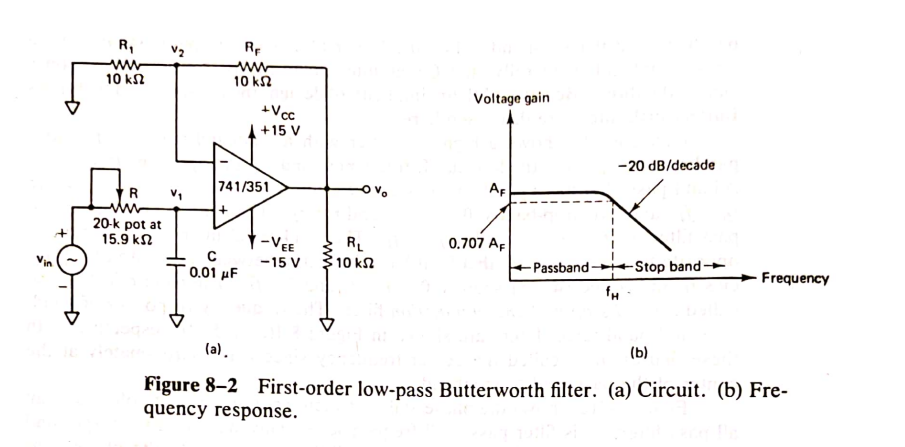 R1
V2
RF
10 kΩ
10 kΩ
+VCC
+15 V
R
V1
−
741/351
+
Vo
20-k pot at
15.9 kΩ
−VEE
−15 V
RL
10 kΩ
+
Vin
~
−
C
0.01 μF
(a).
Voltage gain
−20 dB/decade
AF
0.707 AF
Passband
Stop band
Frequency
fH
(b)
Figure 8–2 First-order low-pass Butterworth filter. (a) Circuit. (b) Fre-
quency response.